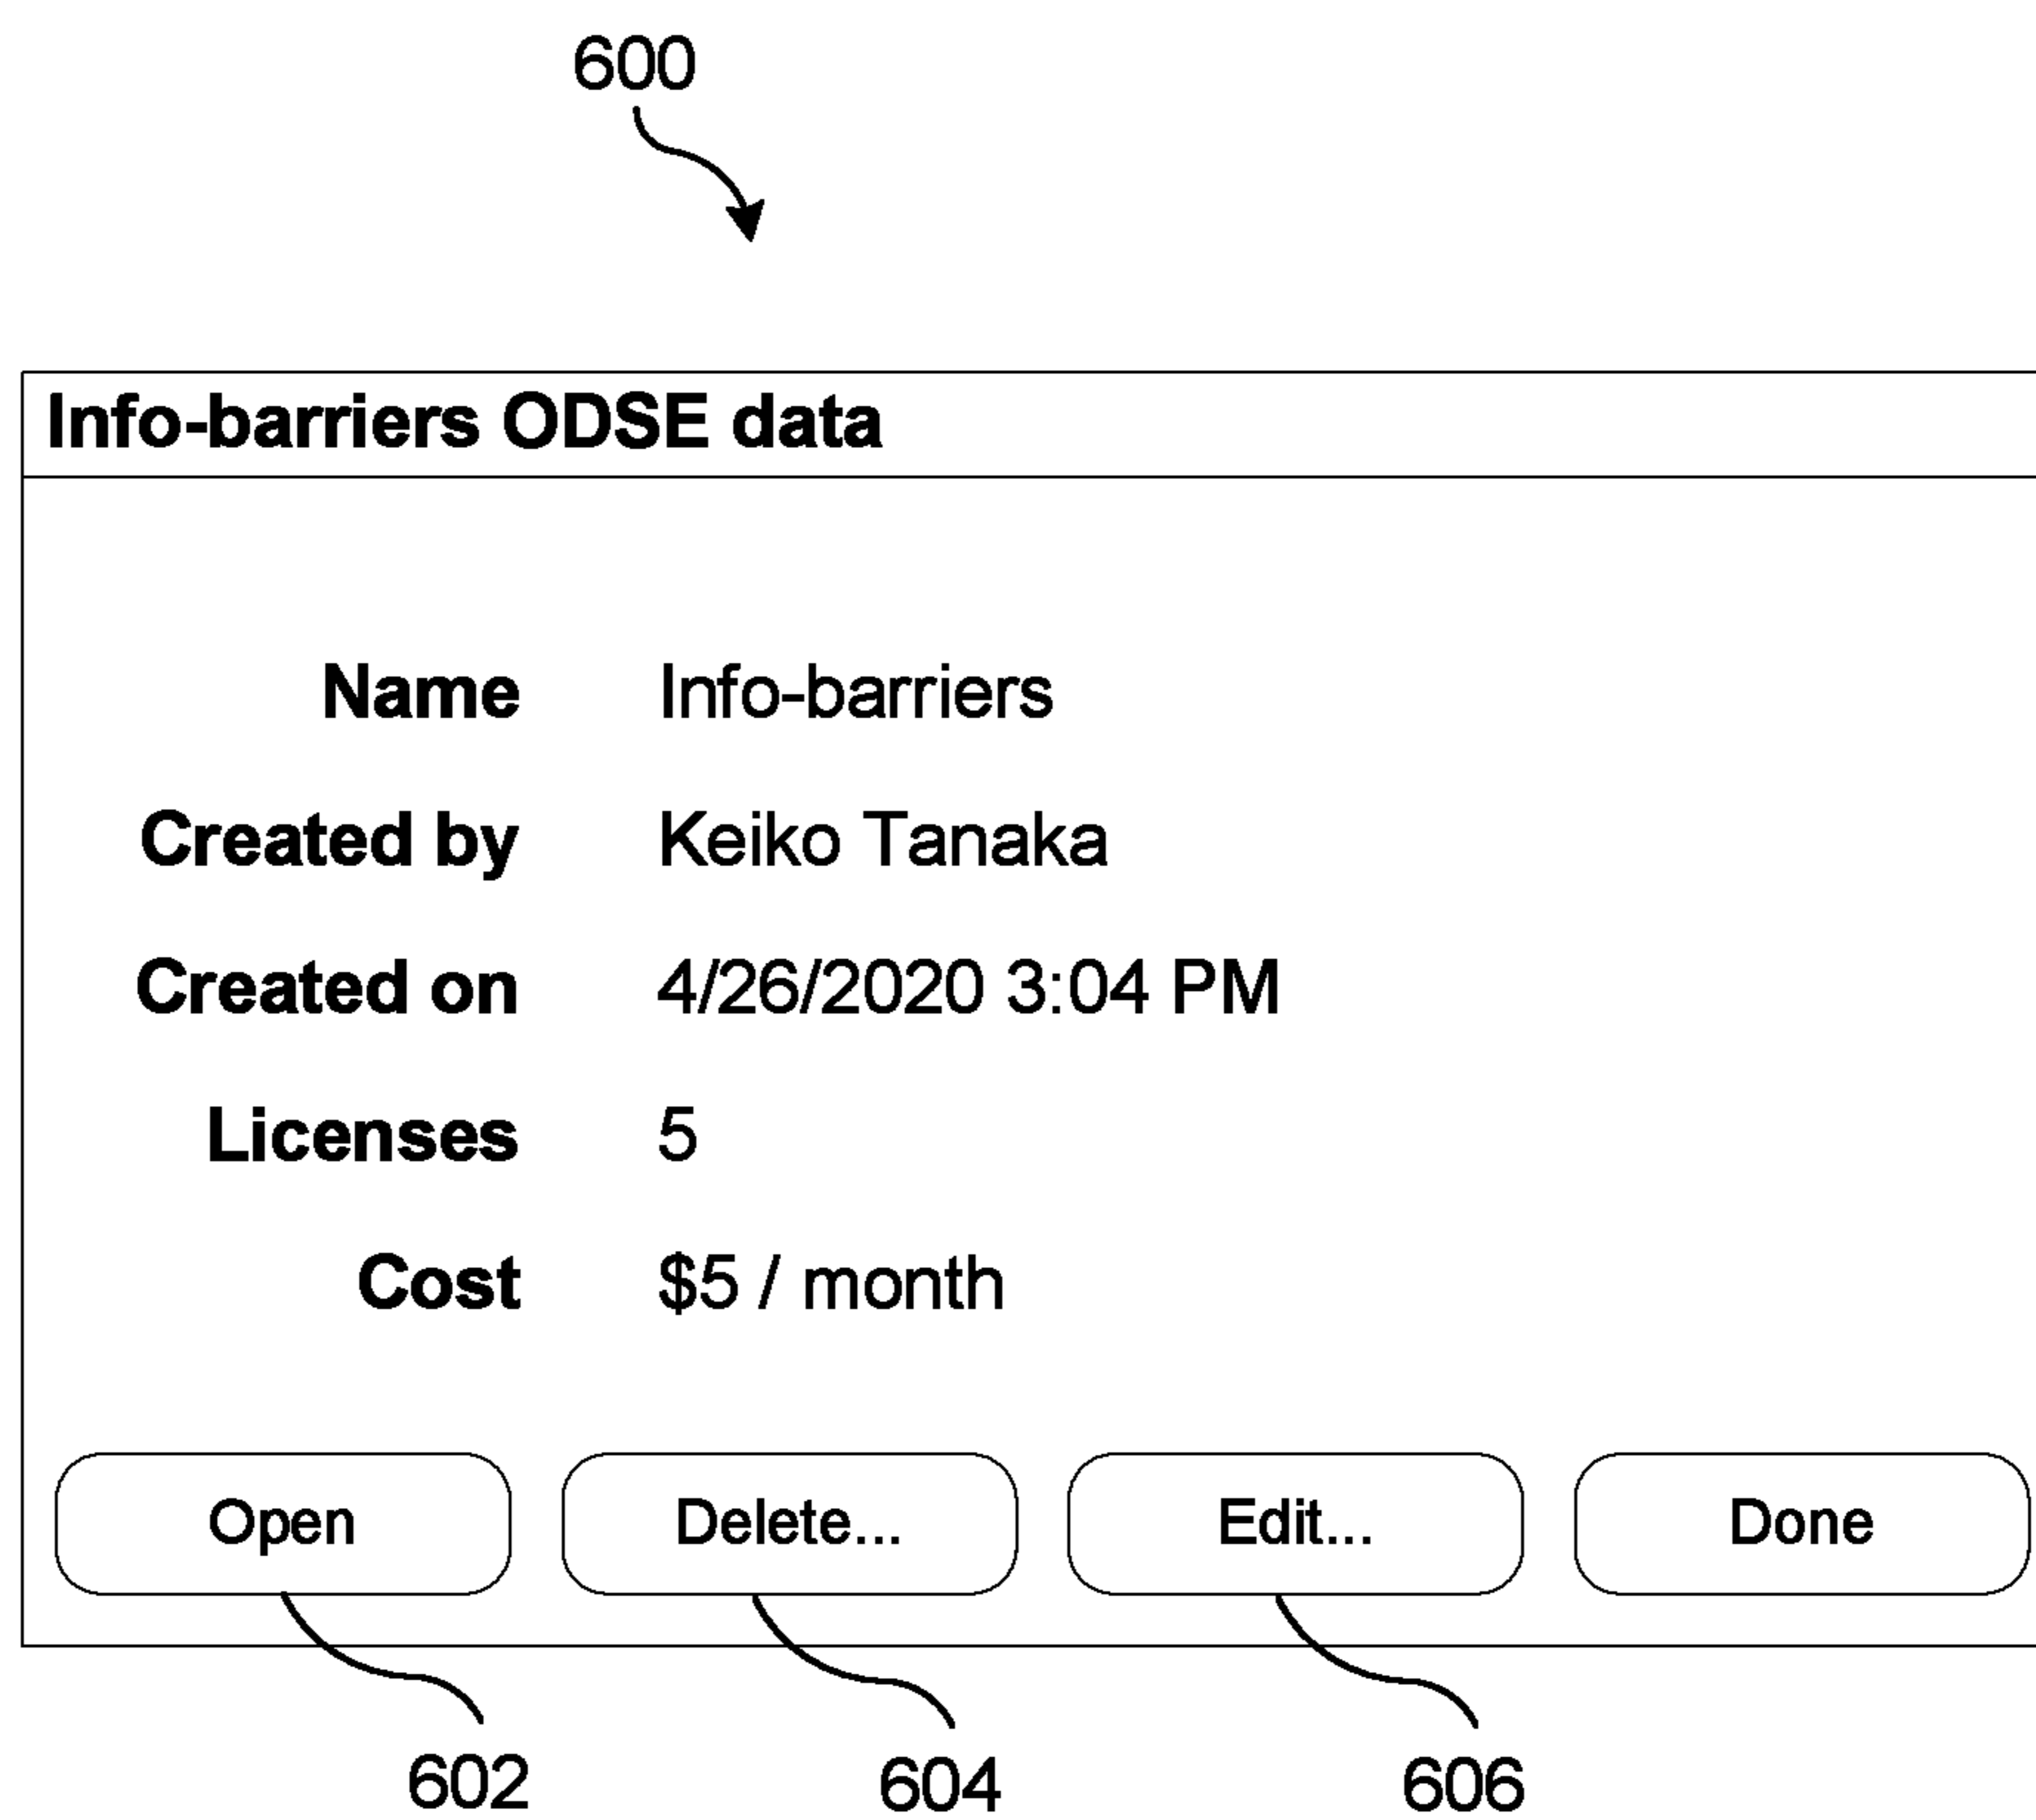 600
Info-barriers ODSE data
Name Info-barriers
Created by Keiko Tanaka
Created on 4/26/2020 3:04 PM
Licenses 5
Cost $5 / month
Open Delete... Edit... Done
602 604 606